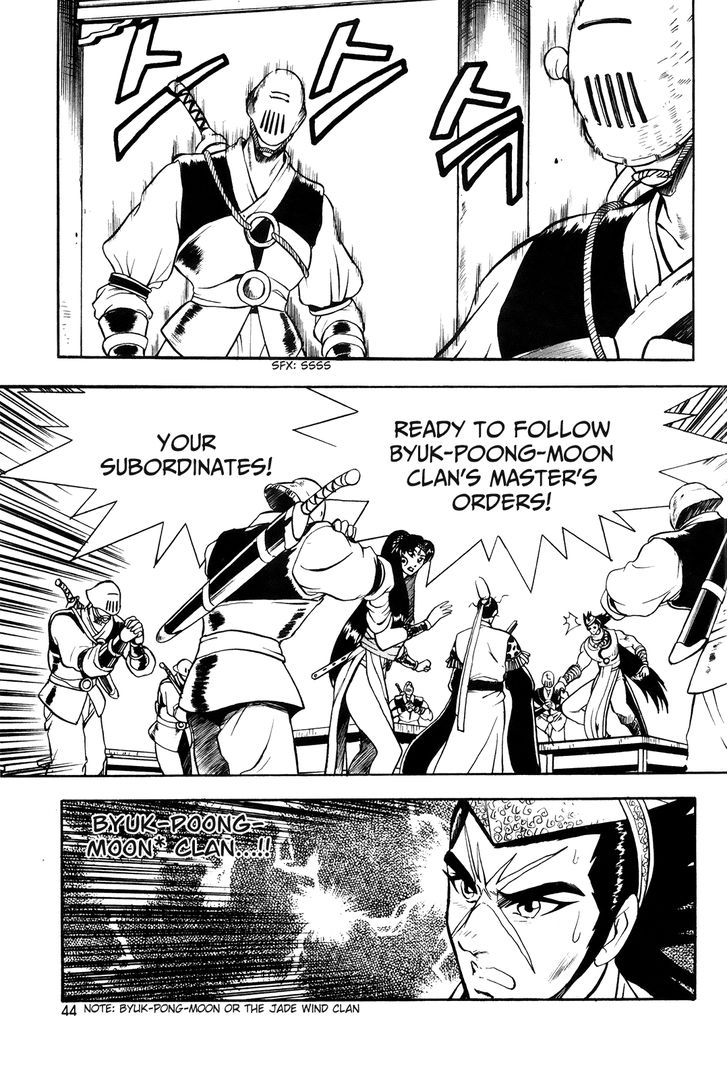 SFX: SSSS
YOUR
SUBORDINATES!
READY TO FOLLOW
BYUK-POONG-MOON
CLAN'S MASTER'S
ORDERS!
BYUK-POONG-
MOON* CLAN...!!
44 NOTE: BYUK-PONG-MOON OR THE JADE WIND CLAN